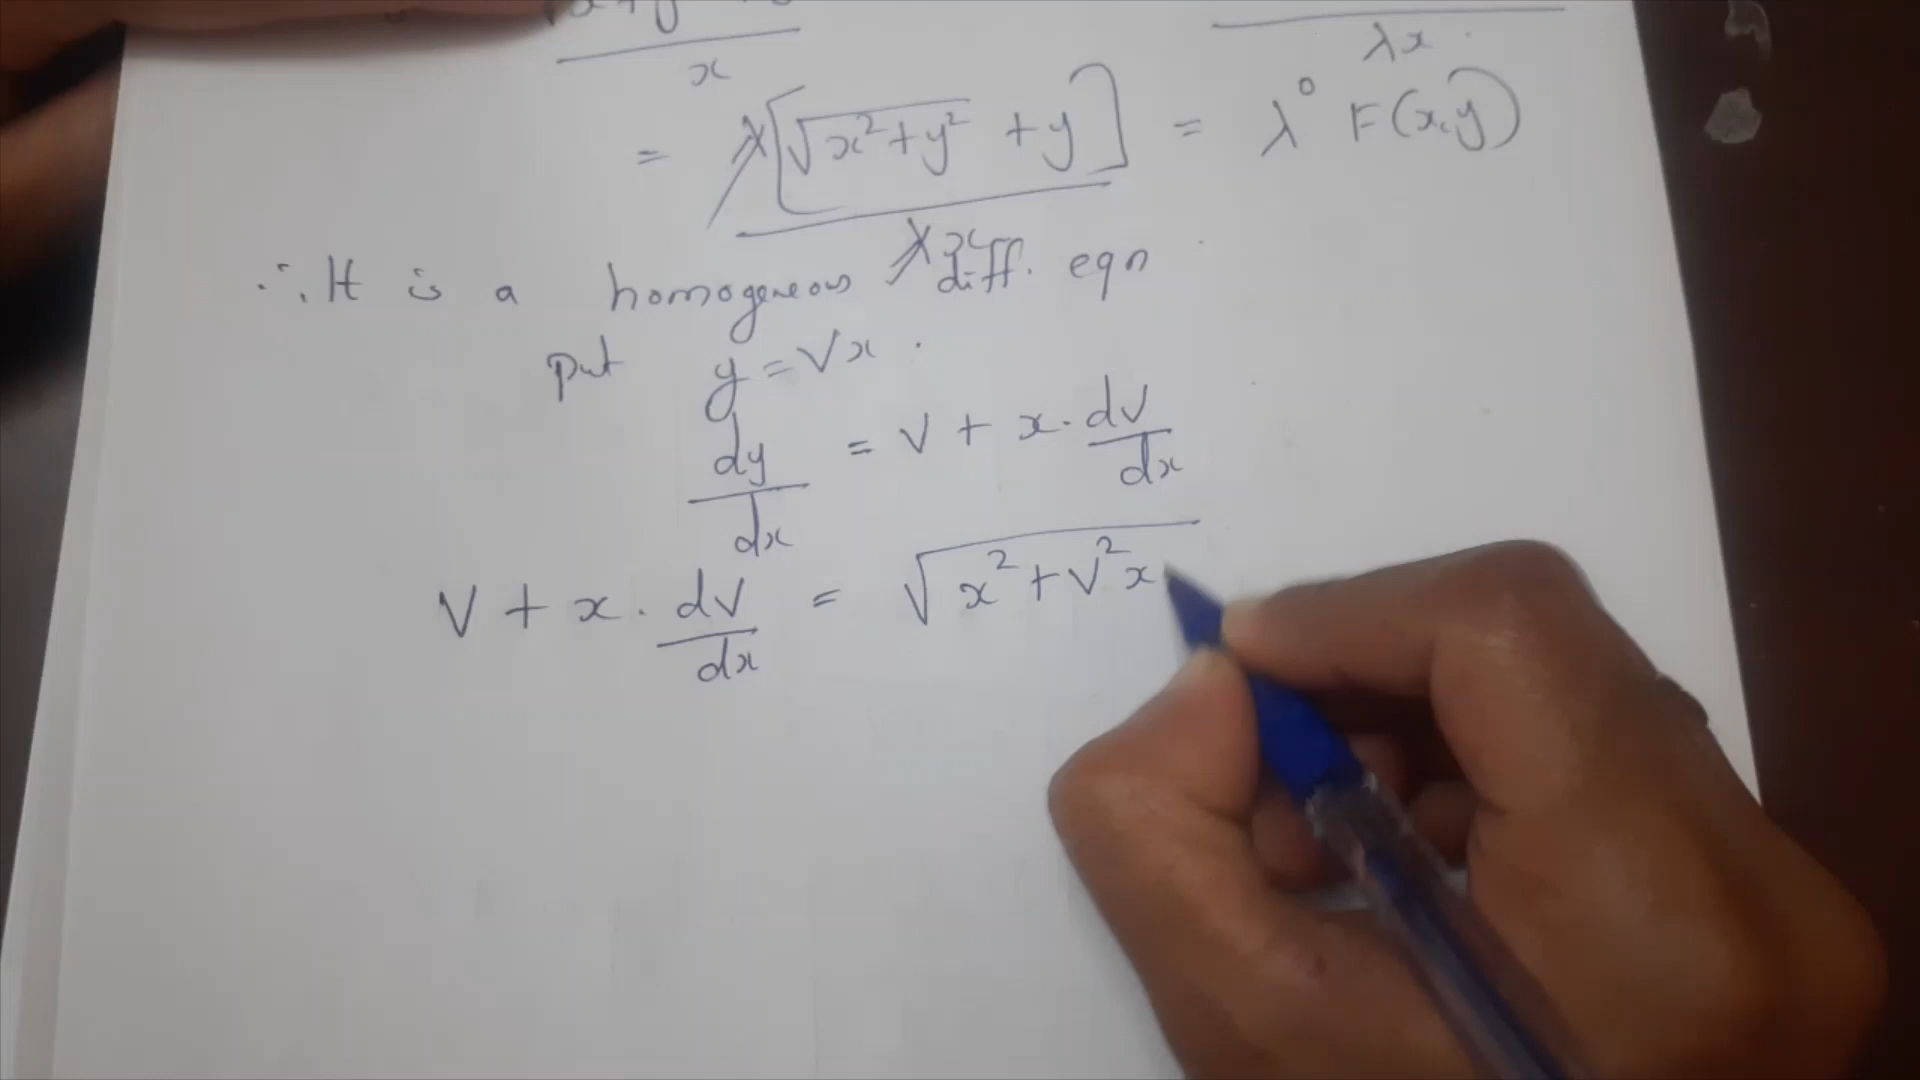 x
λx
= λ[√x²+y² + y] = λ⁰ F(x,y)
λx
∴ It is a homogeneous diff. eqn
put y = Vx.
dy/dx = V + x. dV/dx
V + x. dV/dx = √x²+V²x